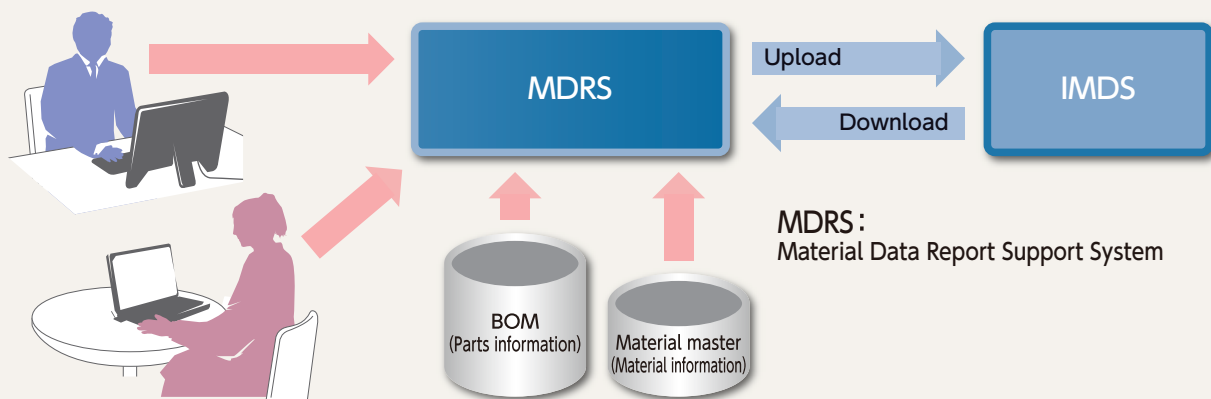 MDRS
Upload
Download
IMDS
MDRS：
Material Data Report Support System
BOM
(Parts information)
Material master
(Material information)